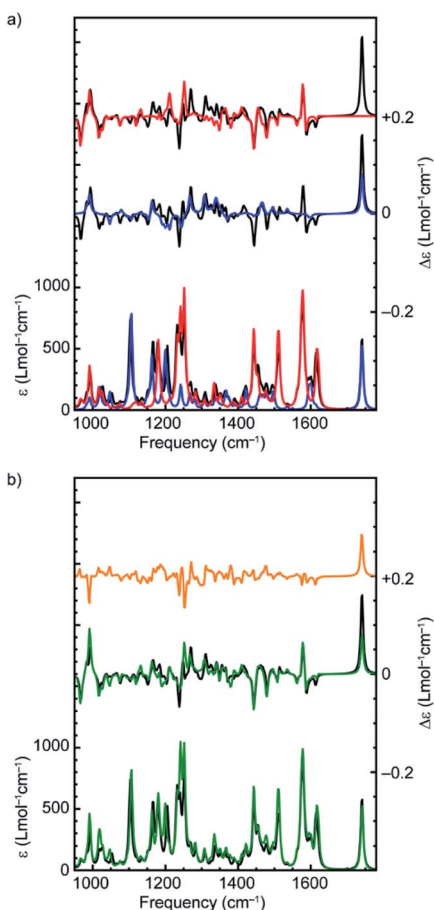 a)
+0.2
0
−0.2
Δε (Lmol⁻¹cm⁻¹)
1000
500
0
ε (Lmol⁻¹cm⁻¹)
1000 1200 1400 1600
Frequency (cm⁻¹)
b)
+0.2
0
−0.2
Δε (Lmol⁻¹cm⁻¹)
1000
500
0
ε (Lmol⁻¹cm⁻¹)
1000 1200 1400 1600
Frequency (cm⁻¹)